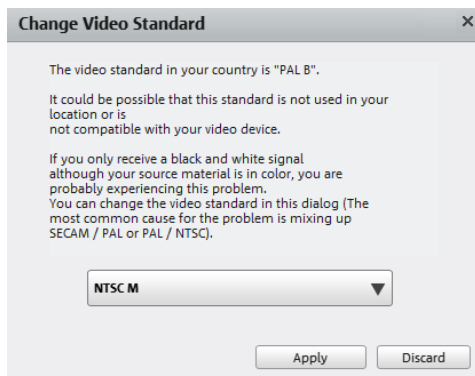 Change Video Standard
The video standard in your country is "PAL B".
It could be possible that this standard is not used in your
location or is
not compatible with your video device.
If you only receive a black and white signal
although your source material is in color, you are
probably experiencing this problem.
You can change the video standard in this dialog (The
most common cause for the problem is mixing up
SECAM / PAL or PAL / NTSC).
NTSC M
Apply
Discard